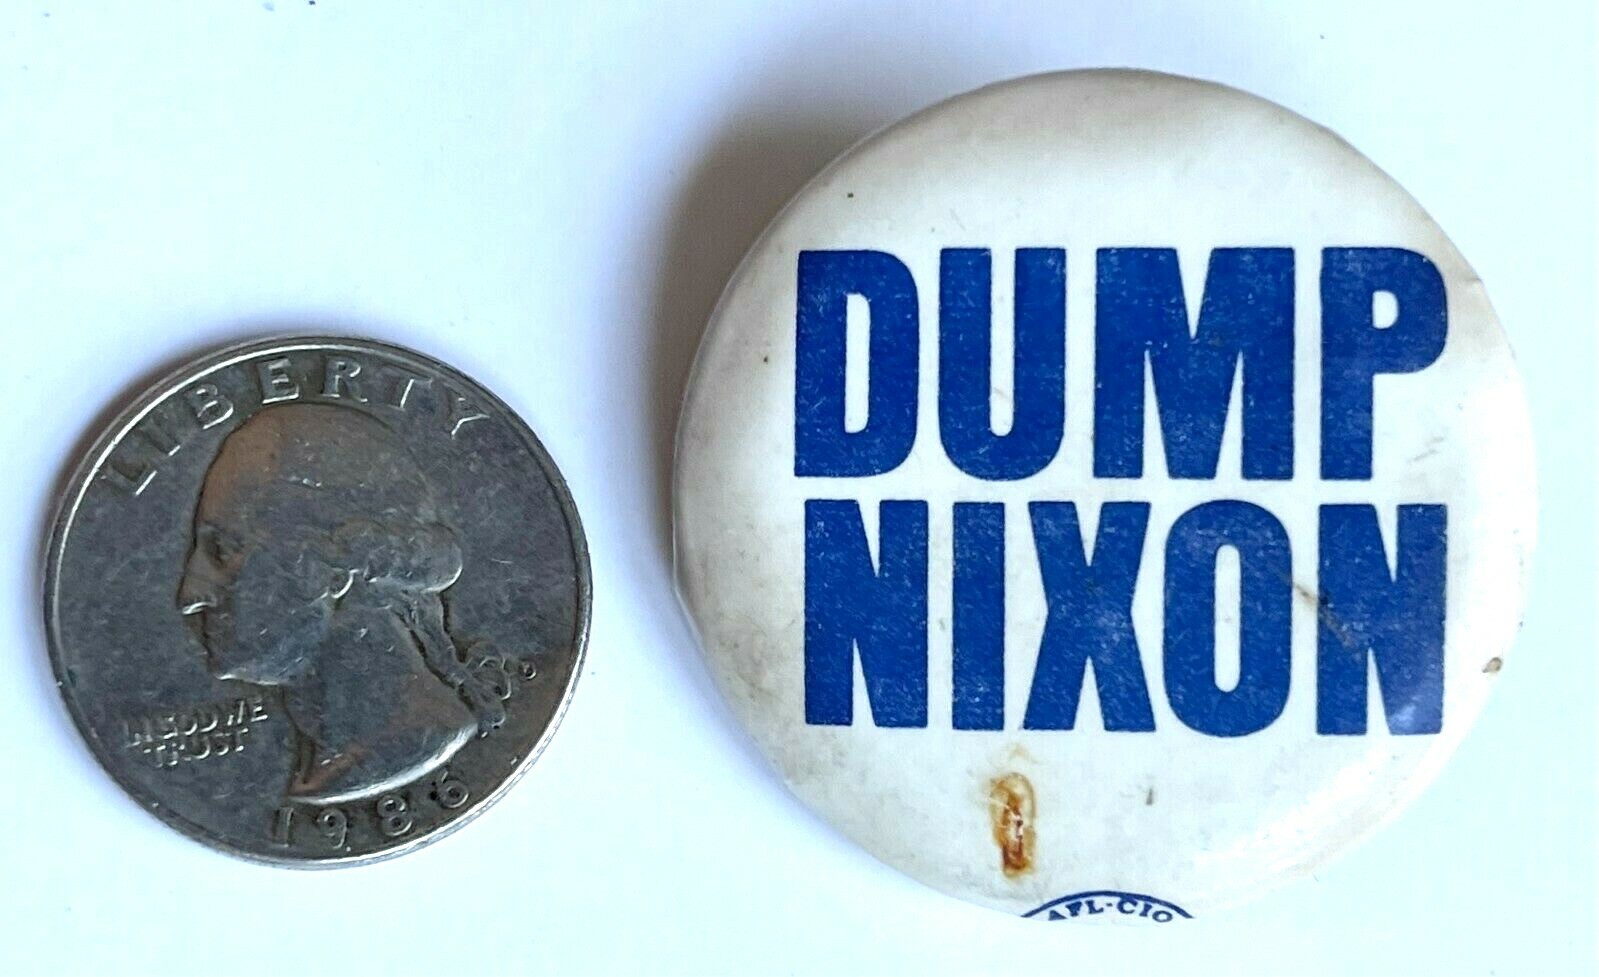 LIBERTY
IN GOD WE
TRUST
1986
DUMP
NIXON
AFL-CIO